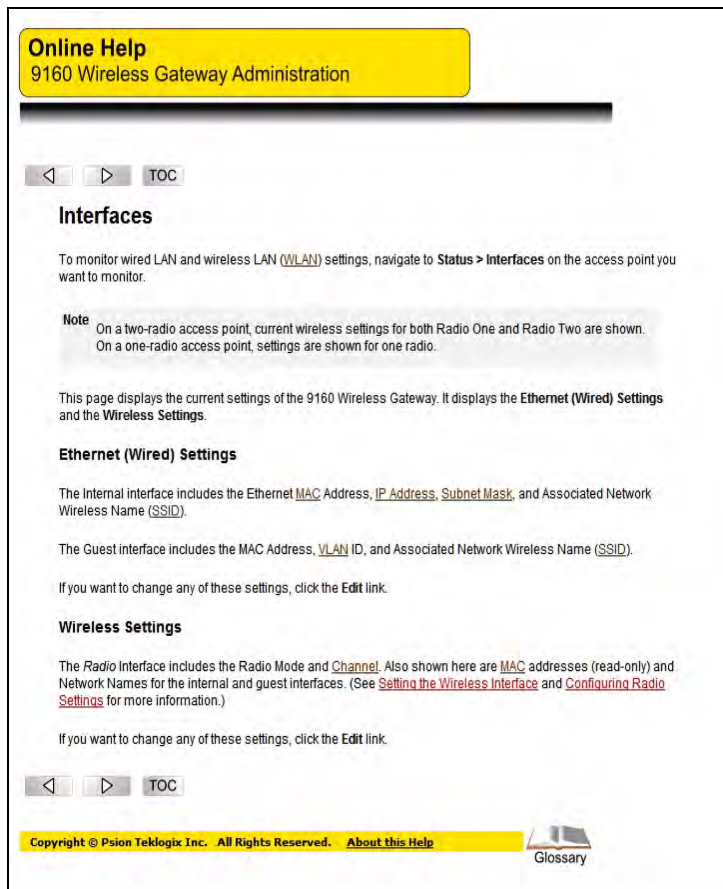 Online Help
9160 Wireless Gateway Administration
TOC
Interfaces
To monitor wired LAN and wireless LAN (WLAN) settings, navigate to Status > Interfaces on the access point you
want to monitor.
Note
On a two-radio access point, current wireless settings for both Radio One and Radio Two are shown.
On a one-radio access point, settings are shown for one radio.
This page displays the current settings of the 9160 Wireless Gateway. It displays the Ethernet (Wired) Settings
and the Wireless Settings.
Ethernet (Wired) Settings
The Internal interface includes the Ethernet MAC Address, IP Address, Subnet Mask, and Associated Network
Wireless Name (SSID).
The Guest interface includes the MAC Address, VLAN ID, and Associated Network Wireless Name (SSID).
If you want to change any of these settings, click the Edit link.
Wireless Settings
The Radio Interface includes the Radio Mode and Channel. Also shown here are MAC addresses (read-only) and
Network Names for the internal and guest interfaces. (See Setting the Wireless Interface and Configuring Radio
Settings for more information.)
If you want to change any of these settings, click the Edit link.
TOC
Copyright © Psion Teklogix Inc. All Rights Reserved. About this Help
Glossary